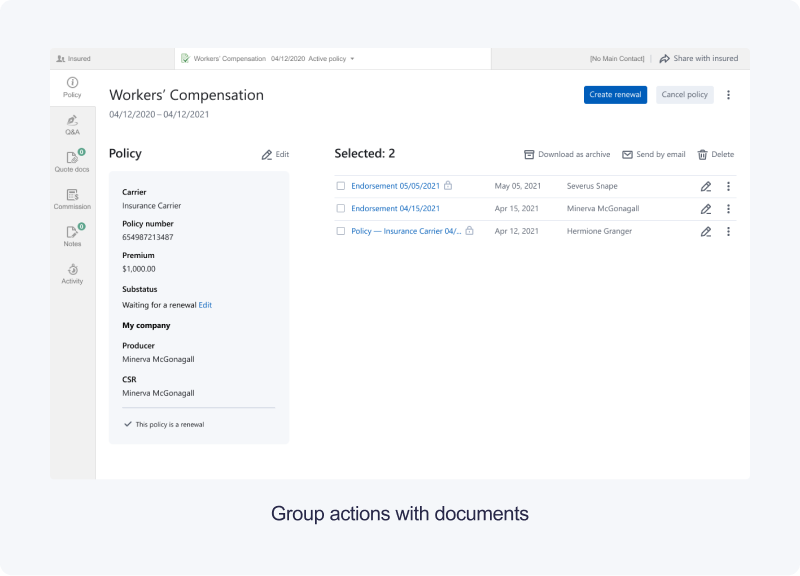 Insured
Workers' Compensation 04/12/2020 Active policy
[No Main Contact]
Share with insured
Policy
Q&A
0
Quote docs
Commission
0
Notes
Activity
Workers' Compensation
04/12/2020 – 04/12/2021
Create renewal
Cancel policy
Policy
Edit
Carrier
Insurance Carrier
Policy number
654987213487
Premium
$1,000.00
Substatus
Waiting for a renewal Edit
My company
Producer
Minerva McGonagall
CSR
Minerva McGonagall
This policy is a renewal
Selected: 2
Download as archive
Send by email
Delete
Endorsement 05/05/2021 May 05, 2021 Severus Snape
Endorsement 04/15/2021 Apr 15, 2021 Minerva McGonagall
Policy — Insurance Carrier 04/... Apr 12, 2021 Hermione Granger
Group actions with documents